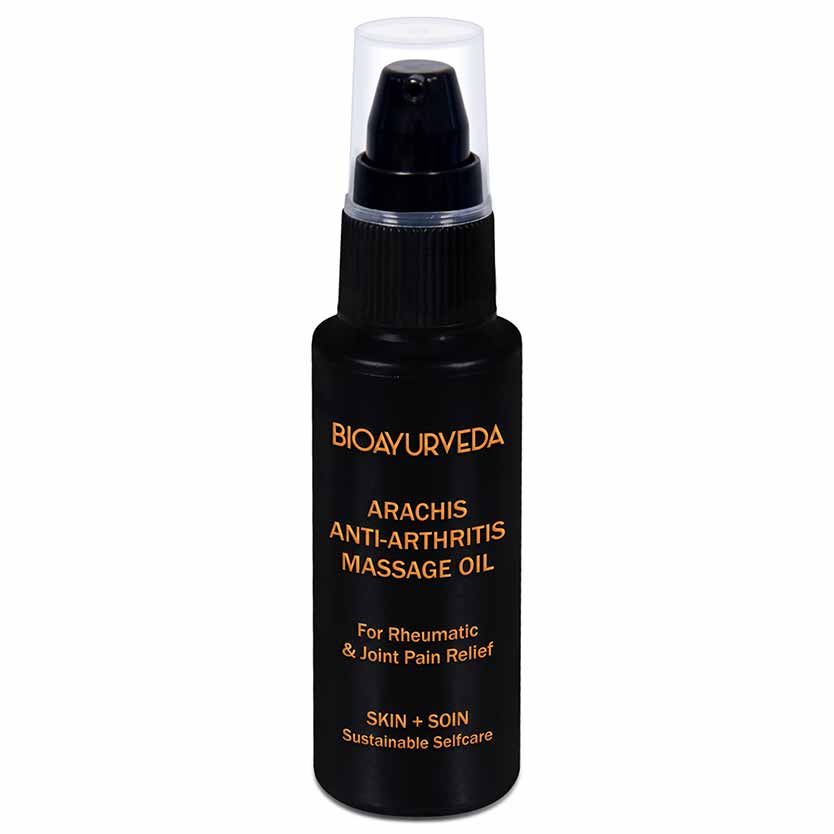 BIOAYURVEDA
ARACHIS
ANTI-ARTHRITIS
MASSAGE OIL
For Rheumatic
& Joint Pain Relief
SKIN + SOIN
Sustainable Selfcare